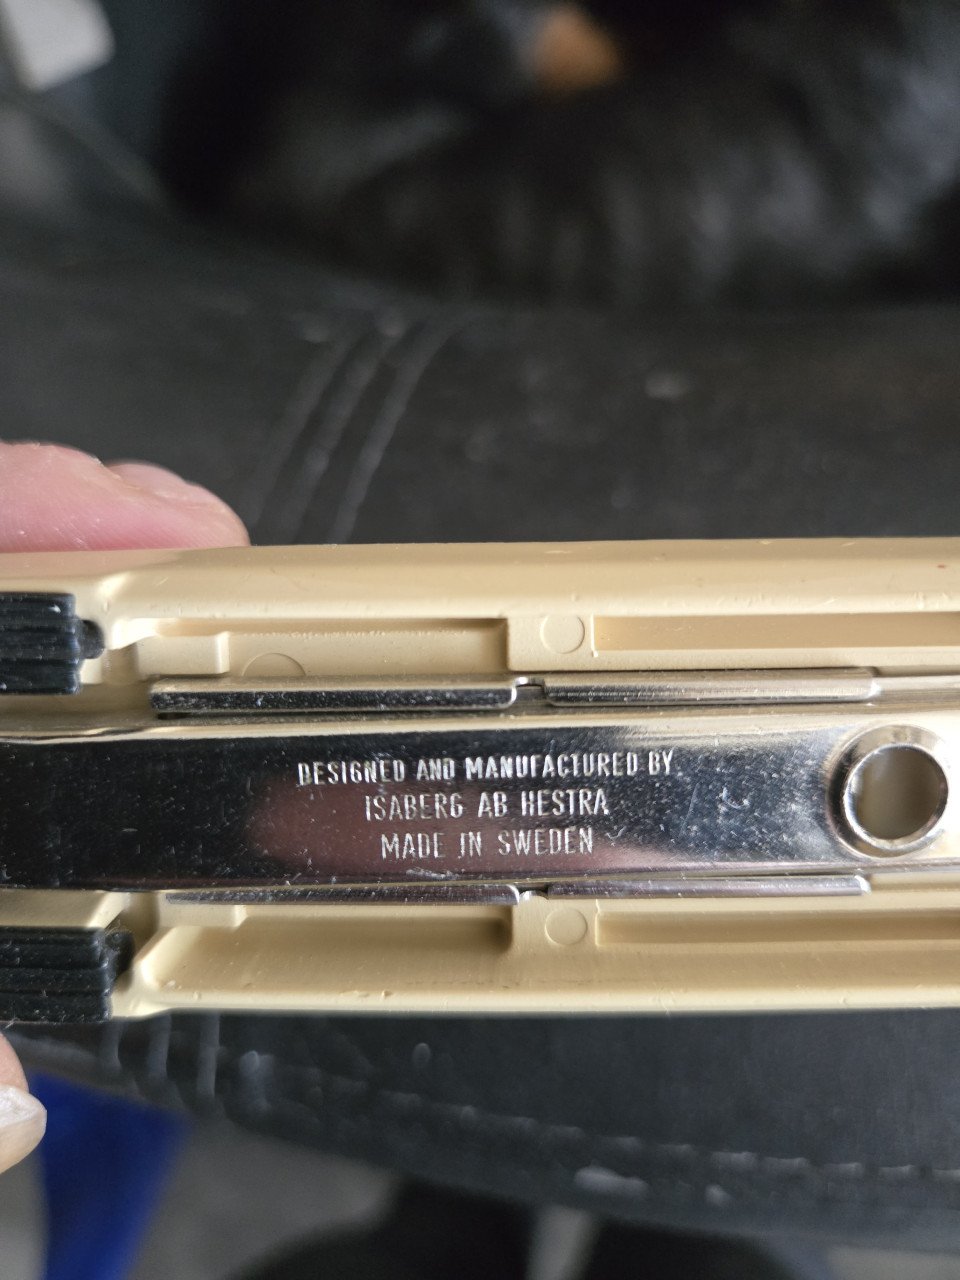 DESIGNED AND MANUFACTURED BY
ISABERG AB HESTRA
MADE IN SWEDEN